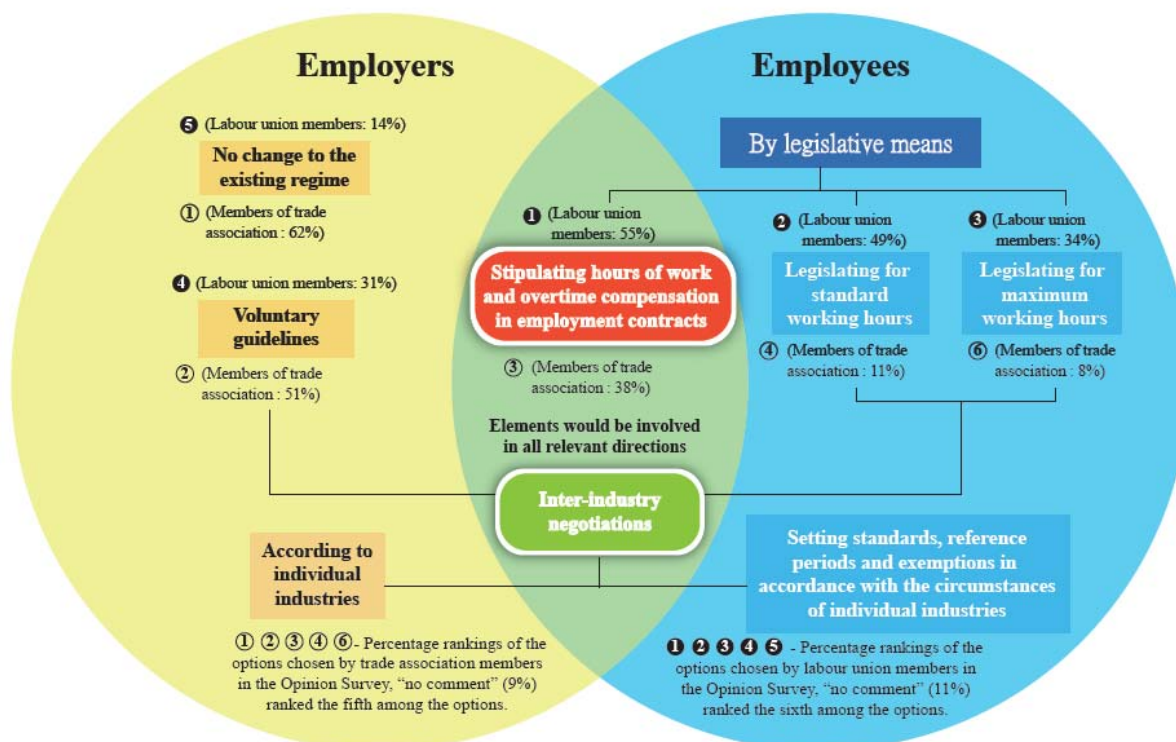 Employers
❺ (Labour union members: 14%)
No change to the
existing regime
① (Members of trade
association : 62%)
❹ (Labour union members: 31%)
Voluntary
guidelines
② (Members of trade
association : 51%)
According to
individual
industries
① ② ③ ④ ⑥- Percentage rankings of the
options chosen by trade association members
in the Opinion Survey, “no comment” (9%)
ranked the fifth among the options.
❶ (Labour union
members: 55%)
Stipulating hours of work
and overtime compensation
in employment contracts
③ (Members of trade
association : 38%)
Elements would be involved
in all relevant directions
Inter-industry
negotiations
Employees
By legislative means
❷ (Labour union
members: 49%)
Legislating for
standard
working hours
④ (Members of trade
association : 11%)
❸ (Labour union
members: 34%)
Legislating for
maximum
working hours
⑥ (Members of trade
association : 8%)
Setting standards, reference
periods and exemptions in
accordance with the circumstances
of individual industries
❶ ❷ ❸ ❹ ❺ - Percentage rankings of the
options chosen by labour union members in
the Opinion Survey, “no comment” (11%)
ranked the sixth among the options.